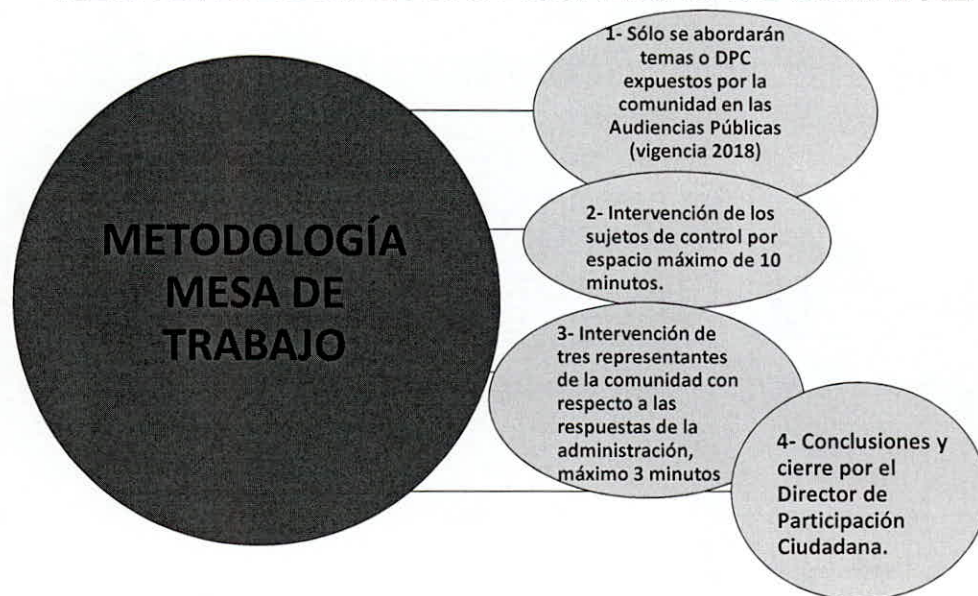 METODOLOGÍA
MESA DE
TRABAJO
1- Sólo se abordarán
temas o DPC
expuestos por la
comunidad en las
Audiencias Públicas
(vigencia 2018)
2- Intervención de los
sujetos de control por
espacio máximo de 10
minutos.
3- Intervención de
tres representantes
de la comunidad con
respecto a las
respuestas de la
administración,
máximo 3 minutos
4- Conclusiones y
cierre por el
Director de
Participación
Ciudadana.